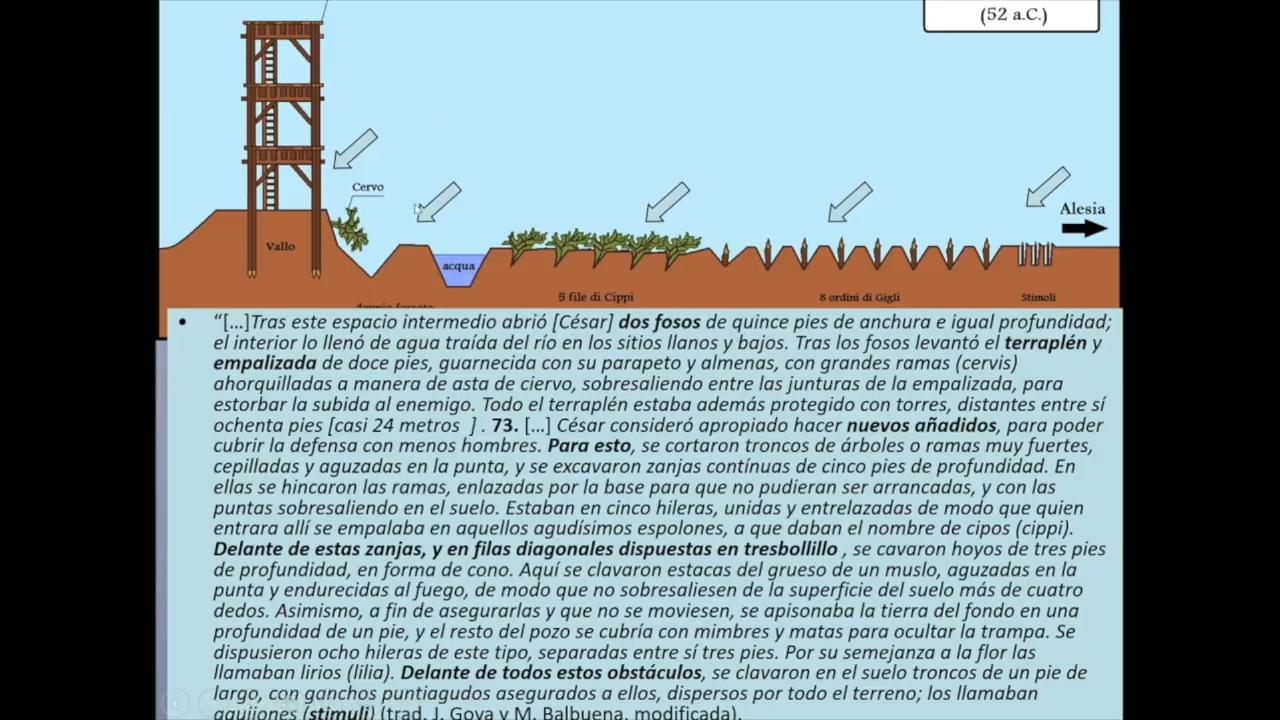 (52 a.C.)
Cervo
Alesia
Vallo
acqua
5 file di Cippi
8 ordini di Gigli
Stimoli
doppio fossato
• “[...]Tras este espacio intermedio abrió [César] dos fosos de quince pies de anchura e igual profundidad;
el interior lo llenó de agua traída del río en los sitios llanos y bajos. Tras los fosos levantó el terraplén y
empalizada de doce pies, guarnecida con su parapeto y almenas, con grandes ramas (cervis)
ahorquilladas a manera de asta de ciervo, sobresaliendo entre las junturas de la empalizada, para
estorbar la subida al enemigo. Todo el terraplén estaba además protegido con torres, distantes entre sí
ochenta pies [casi 24 metros ] . 73. [...] César consideró apropiado hacer nuevos añadidos, para poder
cubrir la defensa con menos hombres. Para esto, se cortaron troncos de árboles o ramas muy fuertes,
cepilladas y aguzadas en la punta, y se excavaron zanjas contínuas de cinco pies de profundidad. En
ellas se hincaron las ramas, enlazadas por la base para que no pudieran ser arrancadas, y con las
puntas sobresaliendo en el suelo. Estaban en cinco hileras, unidas y entrelazadas de modo que quien
entrara allí se empalaba en aquellos agudísimos espolones, a que daban el nombre de cipos (cippi).
Delante de estas zanjas, y en filas diagonales dispuestas en tresbollillo , se cavaron hoyos de tres pies
de profundidad, en forma de cono. Aquí se clavaron estacas del grueso de un muslo, aguzadas en la
punta y endurecidas al fuego, de modo que no sobresaliesen de la superficie del suelo más de cuatro
dedos. Asimismo, a fin de asegurarlas y que no se moviesen, se apisonaba la tierra del fondo en una
profundidad de un pie, y el resto del pozo se cubría con mimbres y matas para ocultar la trampa. Se
dispusieron ocho hileras de este tipo, separadas entre sí tres pies. Por su semejanza a la flor las
llamaban lirios (lilia). Delante de todos estos obstáculos, se clavaron en el suelo troncos de un pie de
largo, con ganchos puntiagudos asegurados a ellos, dispersos por todo el terreno; los llamaban
aguijones (stimuli) (trad. J. Goya y M. Balbuena, modificada).